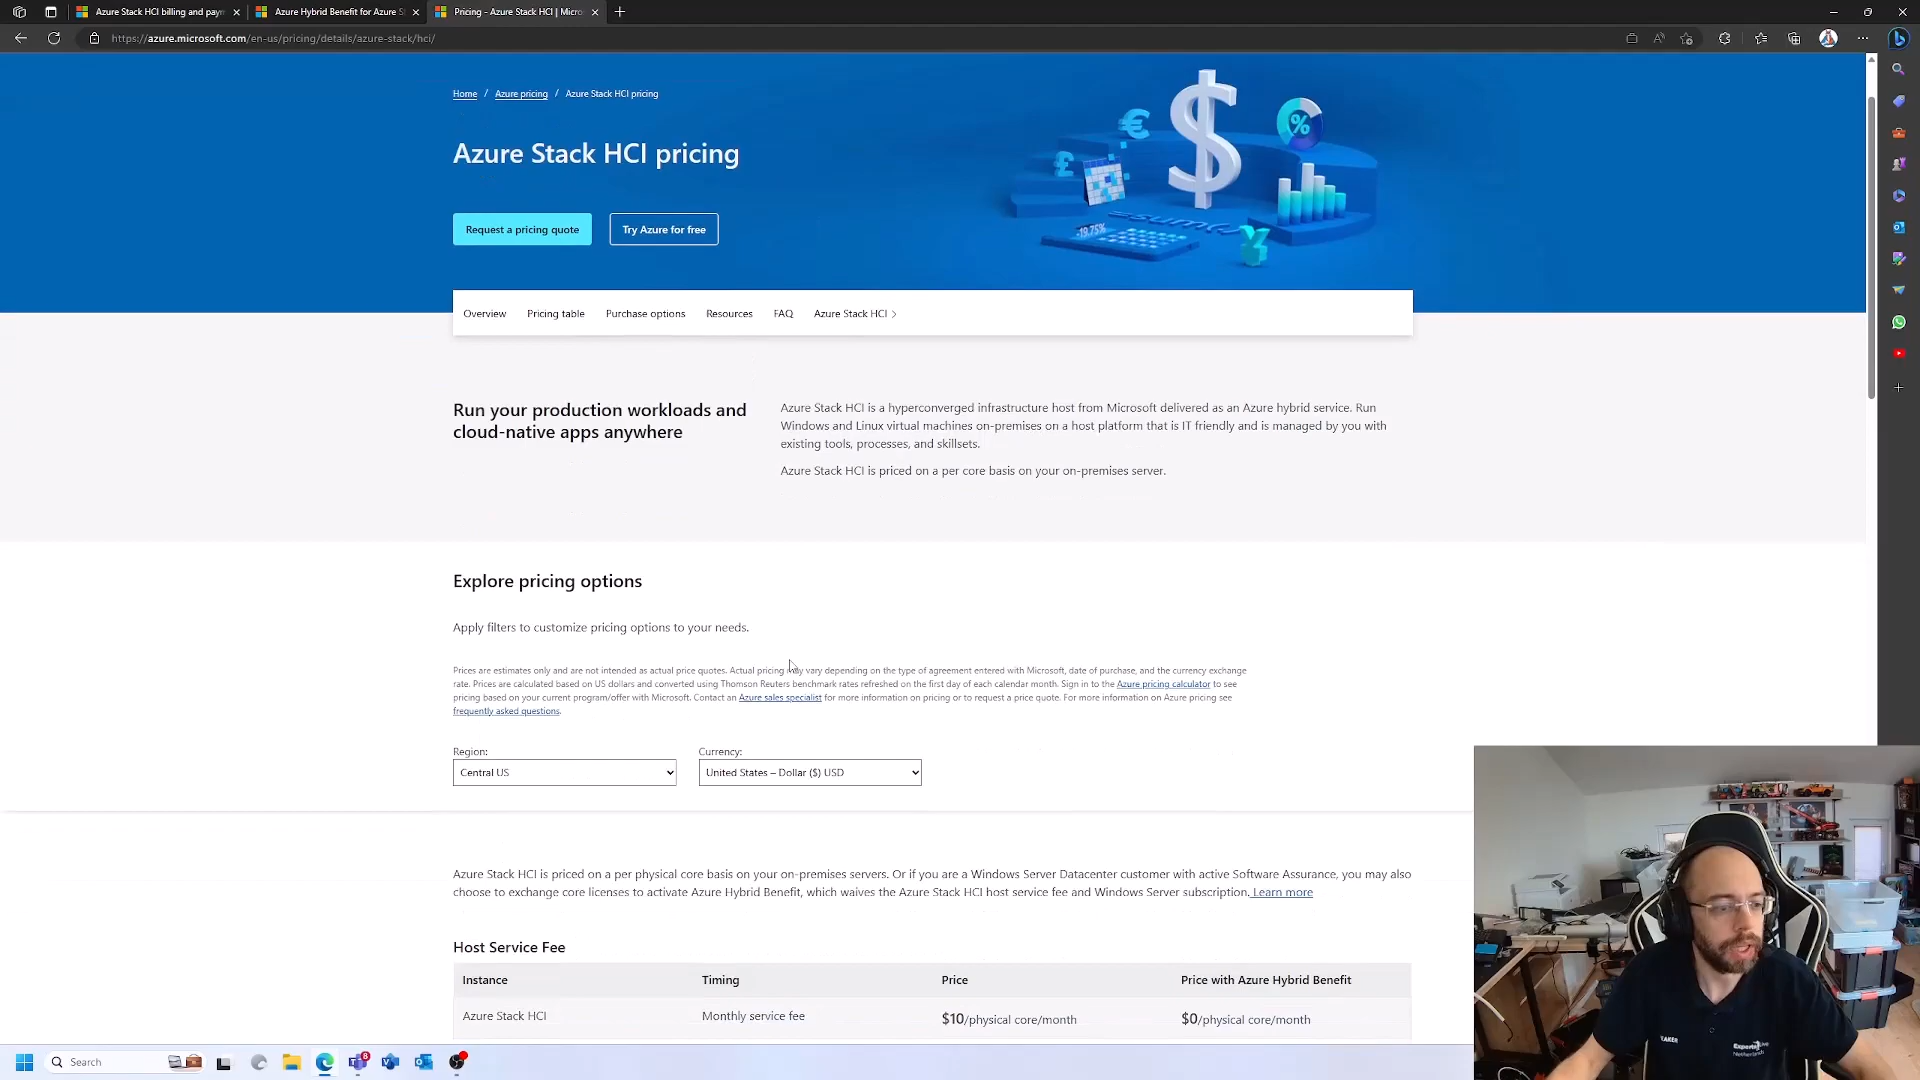 Azure Stack HCI billing and paym
Azure Hybrid Benefit for Azure S
Pricing - Azure Stack HCI | Micro
https://azure.microsoft.com/en-us/pricing/details/azure-stack/hci/
Home / Azure pricing / Azure Stack HCI pricing
Azure Stack HCI pricing
Request a pricing quote
Try Azure for free
-19.75%
=sum(
Overview
Pricing table
Purchase options
Resources
FAQ
Azure Stack HCI
Run your production workloads and
cloud-native apps anywhere
Azure Stack HCI is a hyperconverged infrastructure host from Microsoft delivered as an Azure hybrid service. Run
Windows and Linux virtual machines on-premises on a host platform that is IT friendly and is managed by you with
existing tools, processes, and skillsets.
Azure Stack HCI is priced on a per core basis on your on-premises server.
Explore pricing options
Apply filters to customize pricing options to your needs.
Prices are estimates only and are not intended as actual price quotes. Actual pricing may vary depending on the type of agreement entered with Microsoft, date of purchase, and the currency exchange
rate. Prices are calculated based on US dollars and converted using Thomson Reuters benchmark rates refreshed on the first day of each calendar month. Sign in to the Azure pricing calculator to see
pricing based on your current program/offer with Microsoft. Contact an Azure sales specialist for more information on pricing or to request a price quote. For more information on Azure pricing see
frequently asked questions.
Region:
Currency:
Central US
United States – Dollar ($) USD
Azure Stack HCI is priced on a per physical core basis on your on-premises servers. Or if you are a Windows Server Datacenter customer with active Software Assurance, you may also
choose to exchange core licenses to activate Azure Hybrid Benefit, which waives the Azure Stack HCI host service fee and Windows Server subscription. Learn more
Host Service Fee
Instance
Timing
Price
Price with Azure Hybrid Benefit
Azure Stack HCI
Monthly service fee
$10/physical core/month
$0/physical core/month
Search
8
Experts Live
Netherlands